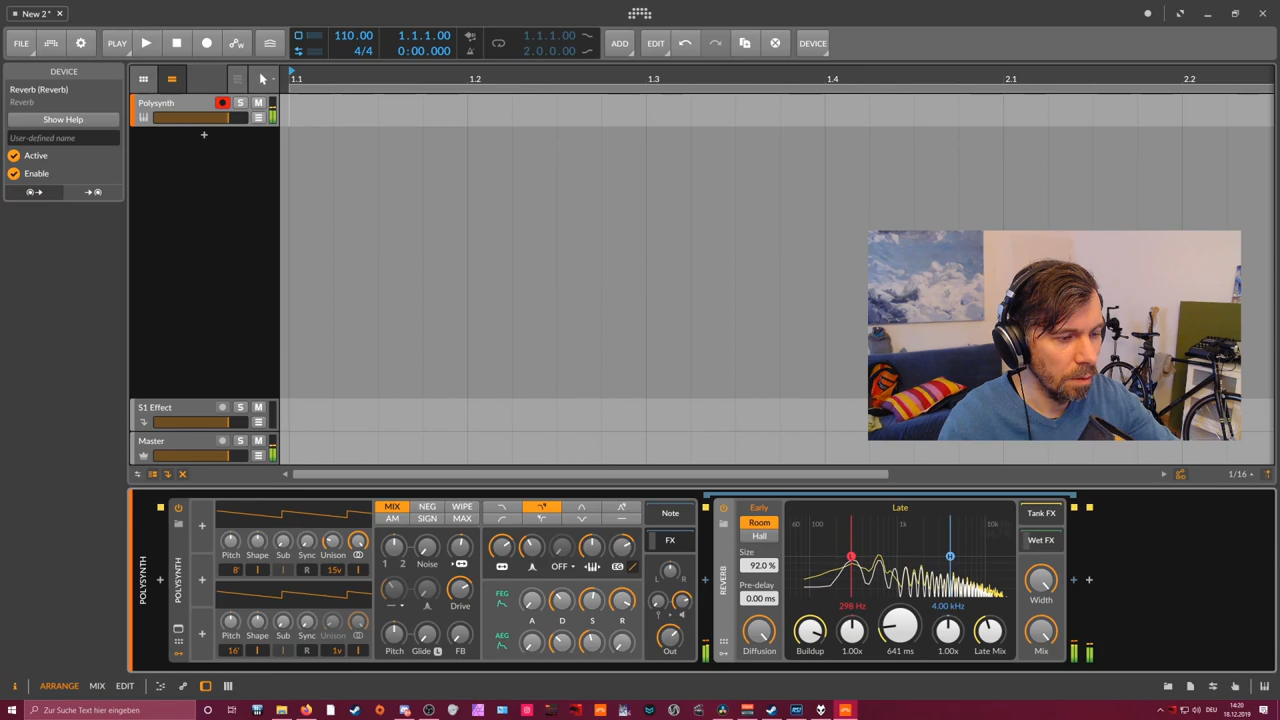 New 2*
FILE
PLAY
110.00
4/4
1.1.1.00
0:00.000
1.1.1.00
2.0.0.00
ADD
EDIT
DEVICE
DEVICE
Reverb (Reverb)
Reverb
Show Help
User-defined name
Active
Enable
1.1
1.2
1.3
1.4
2.1
2.2
Polysynth
S
M
+
S1 Effect
S
M
Master
S
M
1/16
POLYSYNTH
POLYSYNTH
Pitch
Shape
Sub
Sync
Unison
8'
R
15v
Pitch
Shape
Sub
Sync
Unison
16'
R
1v
MIX
NEG
WIPE
AM
SIGN
MAX
1
2
Noise
Drive
Pitch
Glide
L
FB
OFF
EG
FEG
A
D
S
R
AEG
Note
FX
L
R
Out
REVERB
Early
Room
Hall
Size
92.0 %
Pre-delay
0.00 ms
Diffusion
Late
60
100
1k
10k
L
H
298 Hz
4.00 kHz
Buildup
1.00x
641 ms
1.00x
Late Mix
Tank FX
Wet FX
Width
Mix
ARRANGE
MIX
EDIT
Zur Suche Text hier eingeben
DEU
14:20
18.12.2019